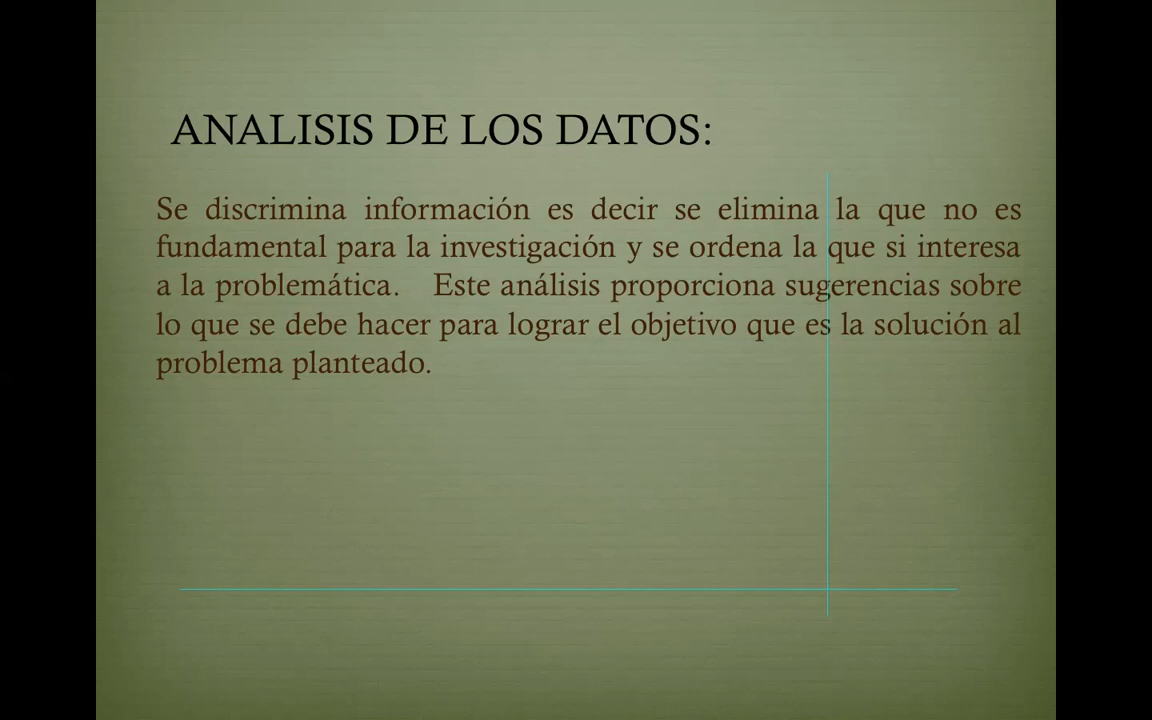 ANALISIS DE LOS DATOS:
Se discrimina información es decir se elimina la que no es
fundamental para la investigación y se ordena la que si interesa
a la problemática. Este análisis proporciona sugerencias sobre
lo que se debe hacer para lograr el objetivo que es la solución al
problema planteado.